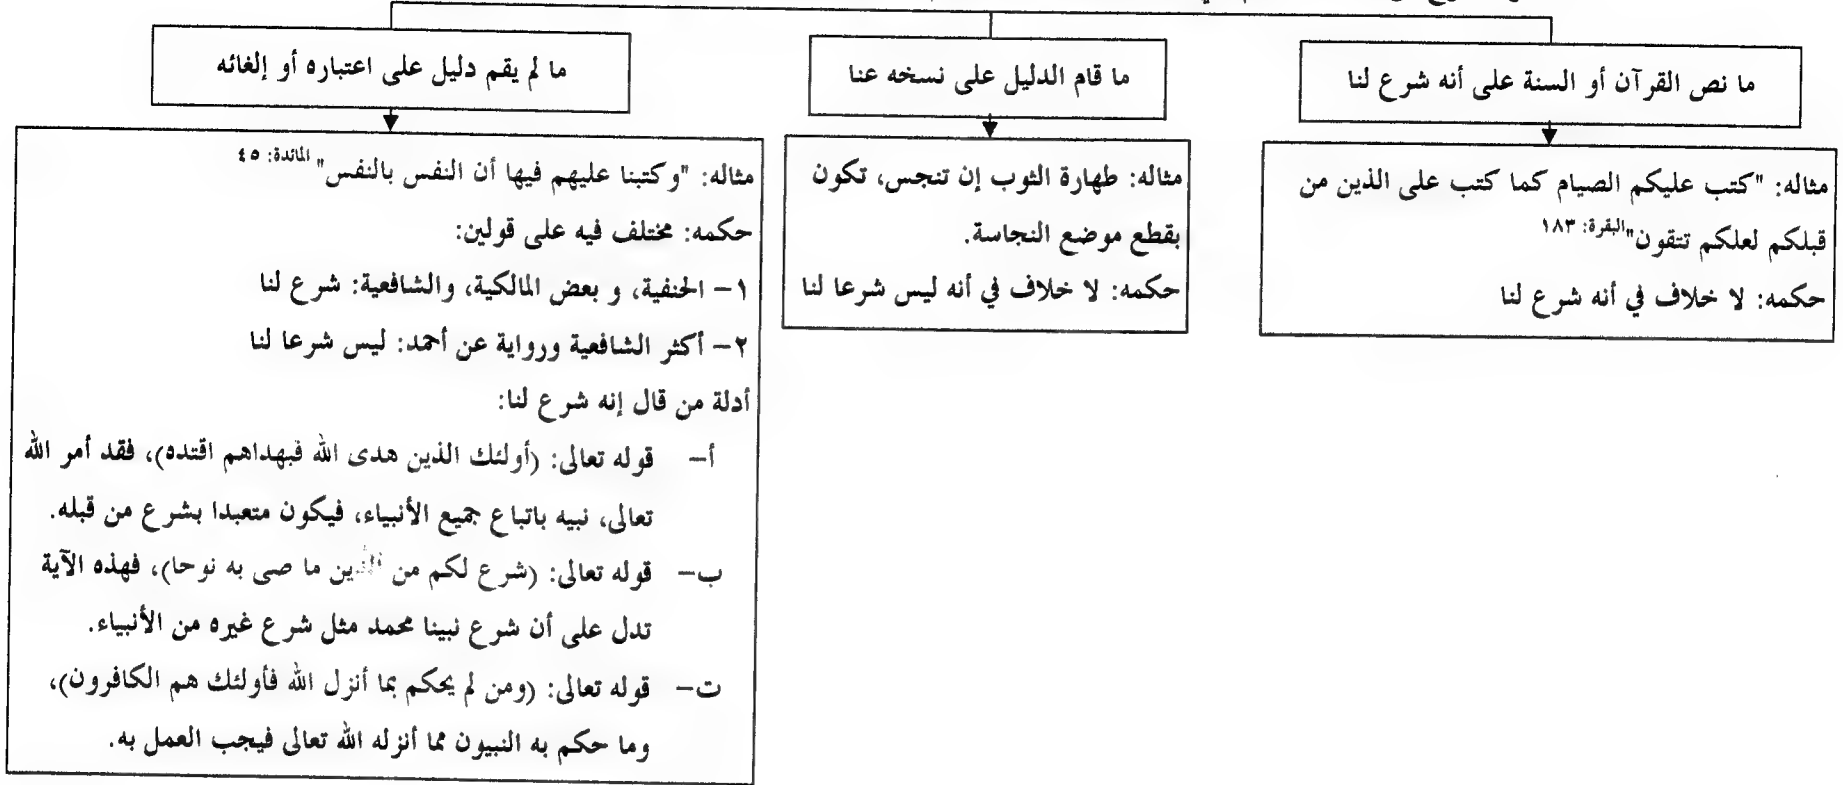 ما نص القرآن أو السنة على أنه شرع لنا
مثاله: "كتب عليكم الصيام كما كتب على الذين من
قبلكم لعلكم تتقون" البقرة: ١٨٣
حكمه: لا خلاف في أنه شرع لنا
ما قام الدليل على نسخه عنا
مثاله: طهارة الثوب إن تنجس، تكون
بقطع موضع النجاسة.
حكمه: لا خلاف في أنه ليس شرعا لنا
ما لم يقم دليل على اعتباره أو إلغائه
مثاله: "وكتبنا عليهم فيها أن النفس بالنفس" المائدة: ٤٥
حكمه: مختلف فيه على قولين:
١– الحنفية، و بعض المالكية، والشافعية: شرع لنا
٢– أكثر الشافعية ورواية عن أحمد: ليس شرعا لنا
أدلة من قال إنه شرع لنا:
أ– قوله تعالى: (أولئك الذين هدى الله فبهداهم اقتده)، فقد أمر الله
تعالى، نبيه باتباع جميع الأنبياء، فيكون متعبدا بشرع من قبله.
ب– قوله تعالى: (شرع لكم من الدين ما صى به نوحا)، فهذه الآية
تدل على أن شرع نبينا محمد مثل شرع غيره من الأنبياء.
ت– قوله تعالى: (ومن لم يحكم بما أنزل الله فأولئك هم الكافرون)،
وما حكم به النبيون مما أنزله الله تعالى فيجب العمل به.